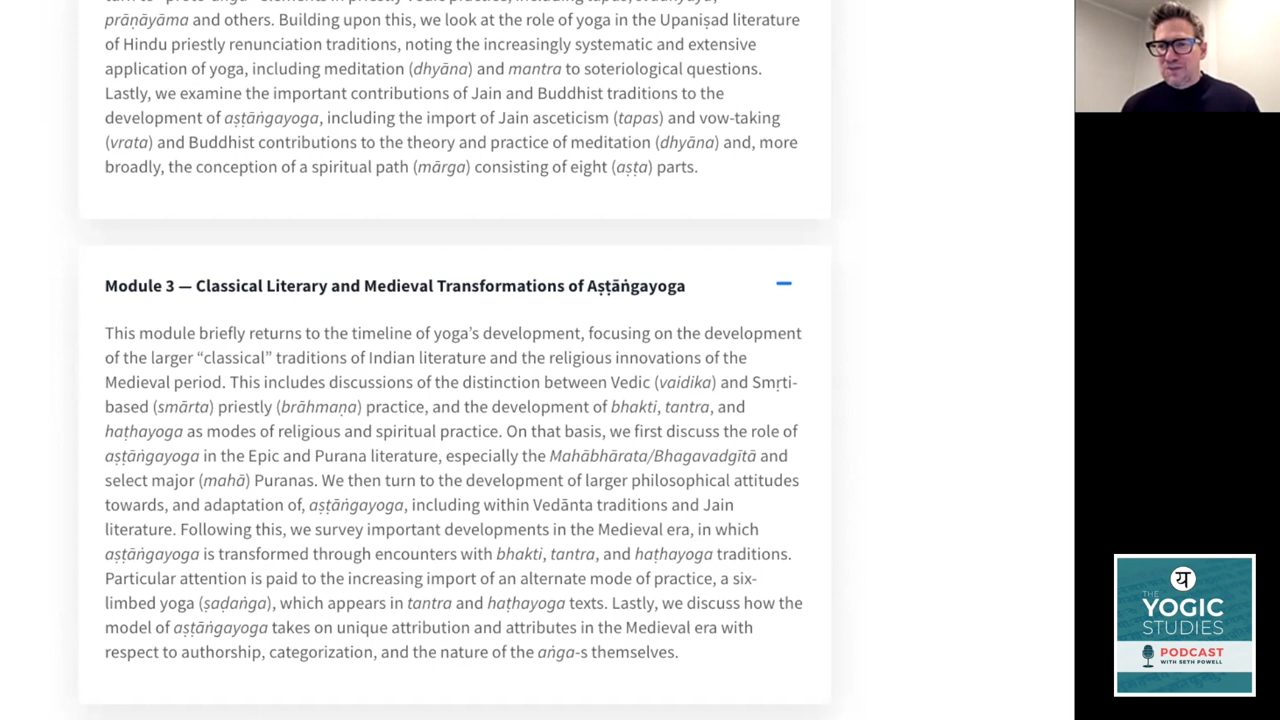 prāṇāyāma and others. Building upon this, we look at the role of yoga in the Upaniṣad literature
of Hindu priestly renunciation traditions, noting the increasingly systematic and extensive
application of yoga, including meditation (dhyāna) and mantra to soteriological questions.
Lastly, we examine the important contributions of Jain and Buddhist traditions to the
development of aṣṭāṅgayoga, including the import of Jain asceticism (tapas) and vow-taking
(vrata) and Buddhist contributions to the theory and practice of meditation (dhyāna) and, more
broadly, the conception of a spiritual path (mārga) consisting of eight (aṣṭa) parts.
Module 3 — Classical Literary and Medieval Transformations of Aṣṭāṅgayoga
This module briefly returns to the timeline of yoga’s development, focusing on the development
of the larger “classical” traditions of Indian literature and the religious innovations of the
Medieval period. This includes discussions of the distinction between Vedic (vaidika) and Smṛti-
based (smārta) priestly (brāhmaṇa) practice, and the development of bhakti, tantra, and
haṭhayoga as modes of religious and spiritual practice. On that basis, we first discuss the role of
aṣṭāṅgayoga in the Epic and Purana literature, especially the Mahābhārata/Bhagavadgītā and
select major (mahā) Puranas. We then turn to the development of larger philosophical attitudes
towards, and adaptation of, aṣṭāṅgayoga, including within Vedānta traditions and Jain
literature. Following this, we survey important developments in the Medieval era, in which
aṣṭāṅgayoga is transformed through encounters with bhakti, tantra, and haṭhayoga traditions.
Particular attention is paid to the increasing import of an alternate mode of practice, a six-
limbed yoga (ṣaḍaṅga), which appears in tantra and haṭhayoga texts. Lastly, we discuss how the
model of aṣṭāṅgayoga takes on unique attribution and attributes in the Medieval era with
respect to authorship, categorization, and the nature of the aṅga-s themselves.
य
THE
YOGIC
STUDIES
PODCAST
WITH SETH POWELL